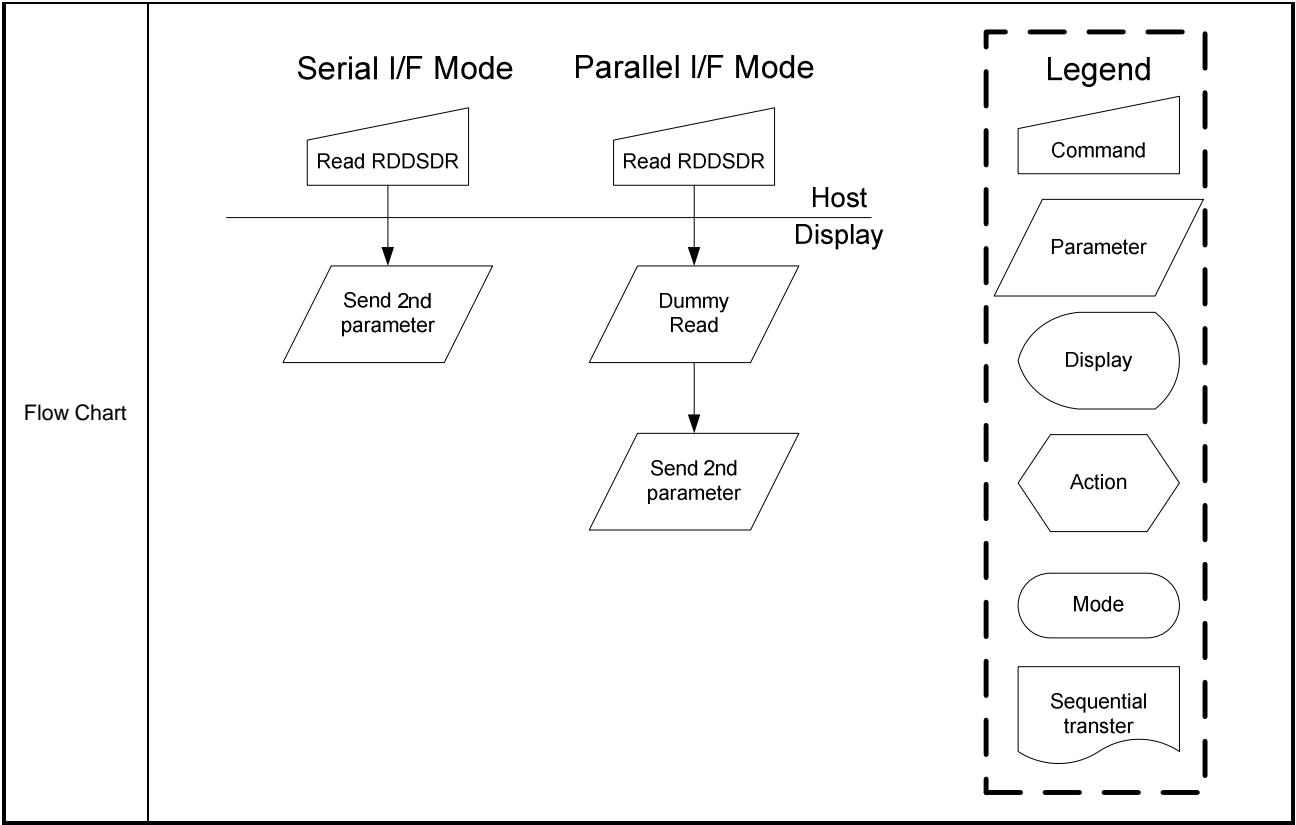 Flow Chart
Serial I/F Mode
Read RDDSDR
Send 2nd
parameter
Parallel I/F Mode
Read RDDSDR
Host
Display
Dummy
Read
Send 2nd
parameter
Legend
Command
Parameter
Display
Action
Mode
Sequential
transter